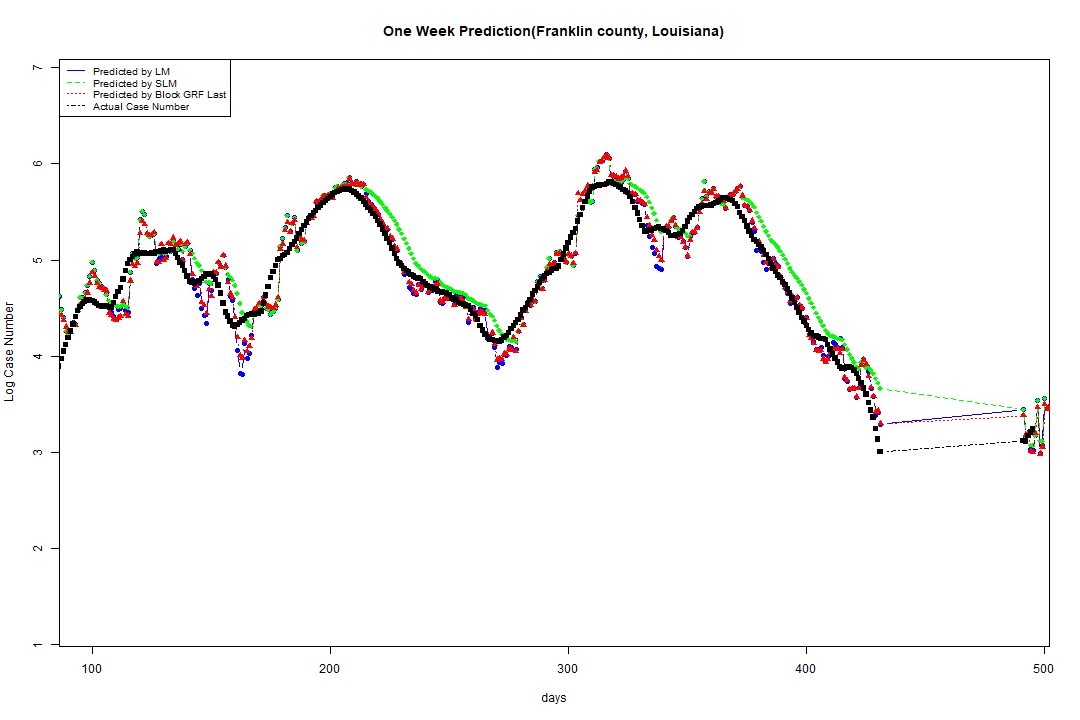 One Week Prediction(Franklin county, Louisiana)
Predicted by LM
Predicted by SLM
Predicted by Block GRF Last
Actual Case Number
7
6
5
4
3
2
1
Log Case Number
100 200 300 400 500
days